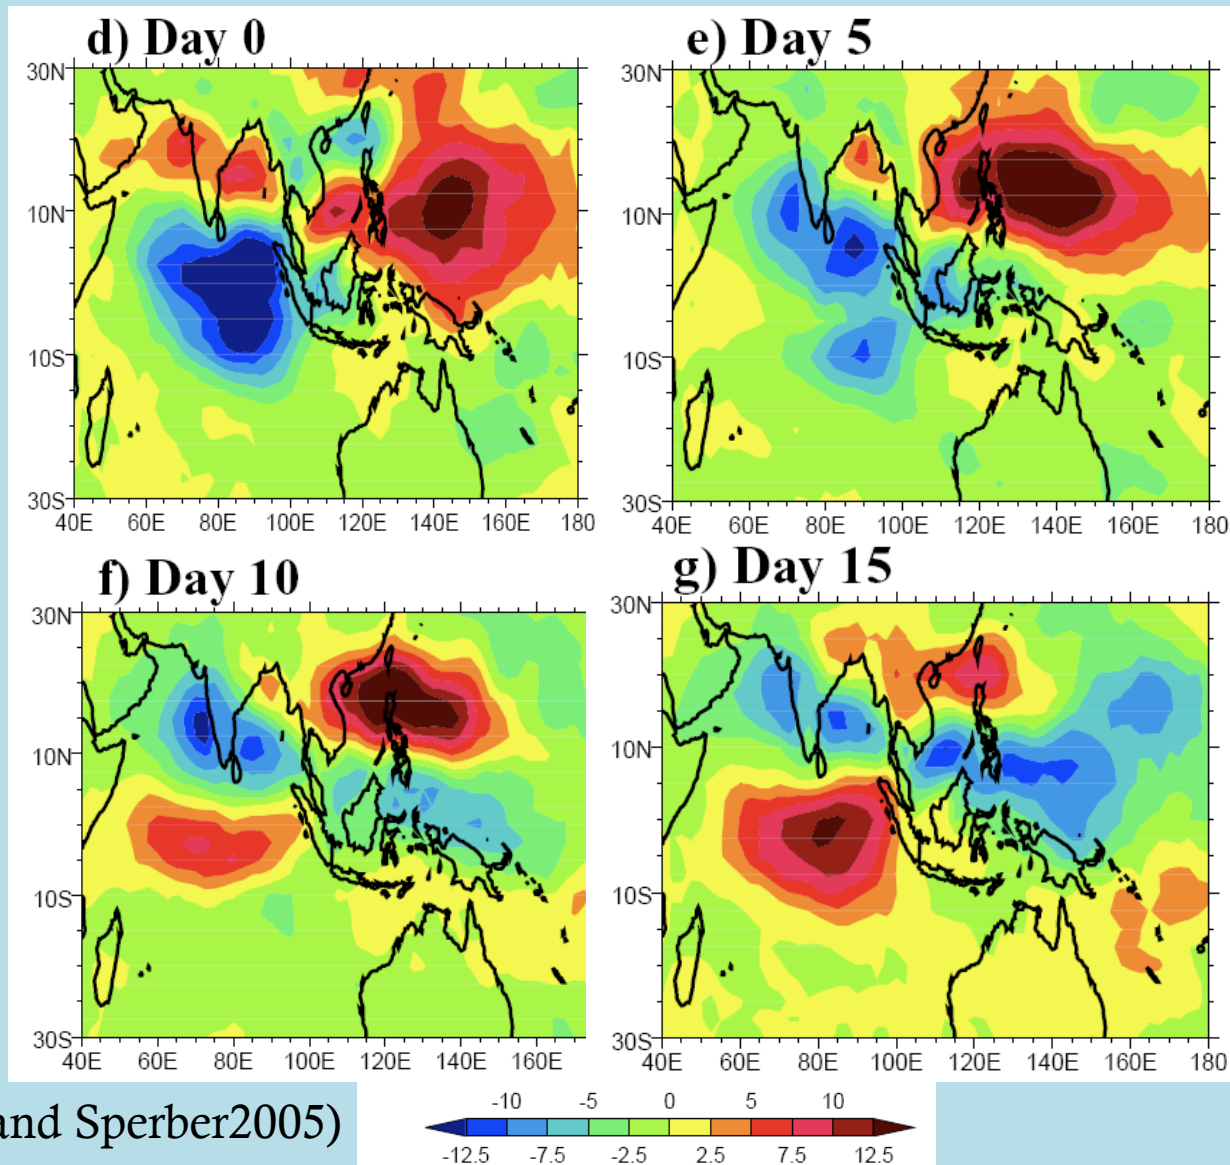 d) Day 0
30N
10N
10S
30S
40E 60E 80E 100E 120E 140E 160E 180
e) Day 5
30N
10N
10S
30S
40E 60E 80E 100E 120E 140E 160E 180
f) Day 10
30N
10N
10S
30S
40E 60E 80E 100E 120E 140E 160E
g) Day 15
30N
10N
10S
30S
40E 60E 80E 100E 120E 140E 160E 180
and Sperber2005)
-10 -5 0 5 10
-12.5 -7.5 -2.5 2.5 7.5 12.5